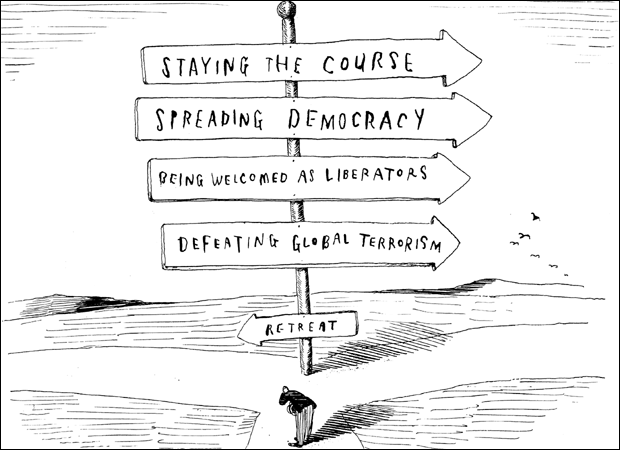 STAYING THE COURSE
SPREADING DEMOCRACY
BEING WELCOMED AS LIBERATORS
DEFEATING GLOBAL TERRORISM
RETREAT